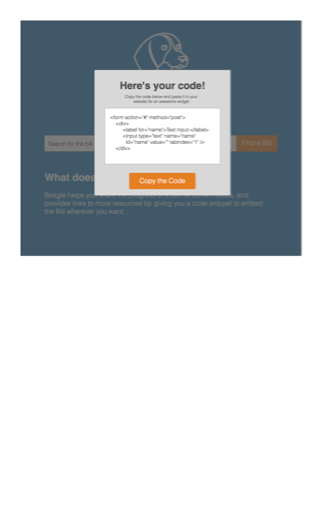 Here's your code!
Copy the code below and paste it in your
website for an awesome widget
<form action="#" method="post">
<div>
<label for="name">Text Input:</label>
<input type="text" name="name"
id="name" value="" tabindex="1" />
</div>
Search for the bill
Find a Bill
Copy the Code
What does
Beagle helps you and
provides links to more resources by giving you a code snippet to embed
the Bill wherever you want.